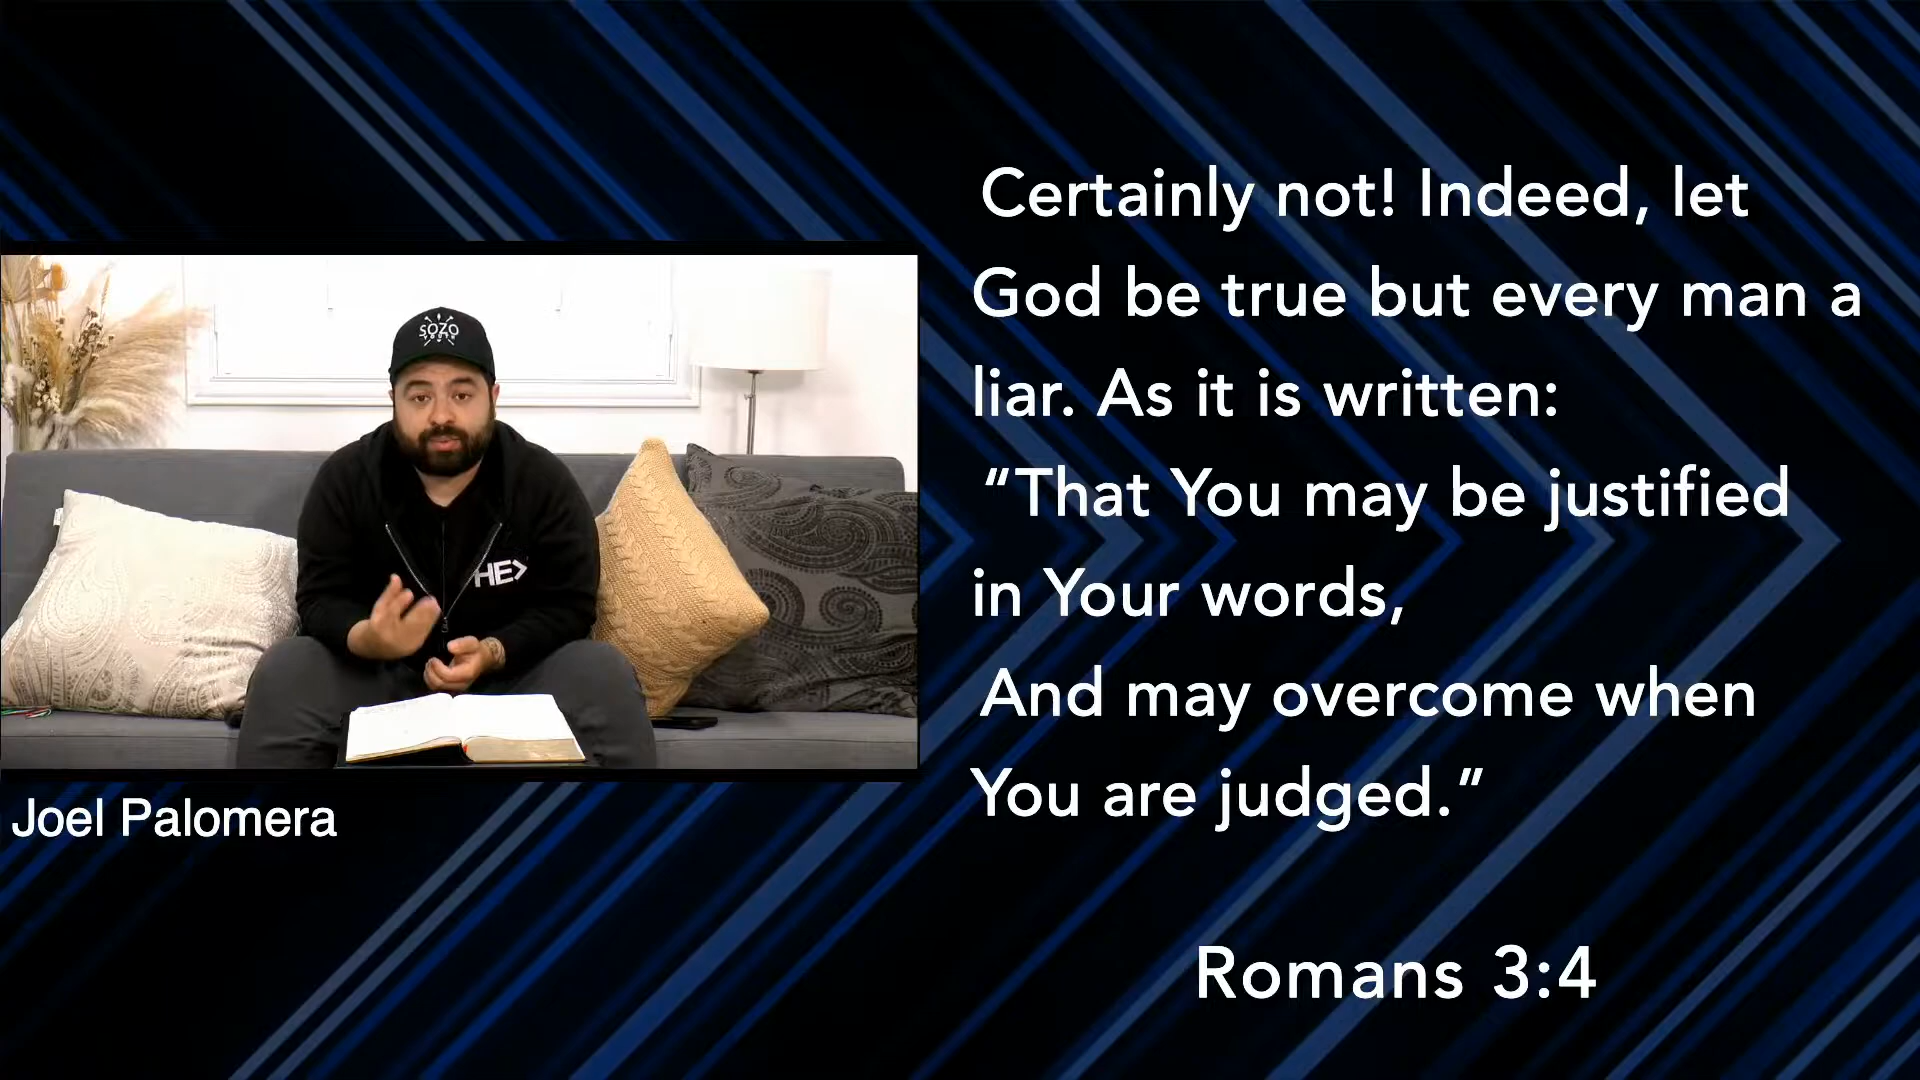 Certainly not! Indeed, let
God be true but every man a
liar. As it is written:
“That You may be justified
in Your words,
And may overcome when
You are judged.”
Romans 3:4
SOZO
YOUTH
HE>
Joel Palomera